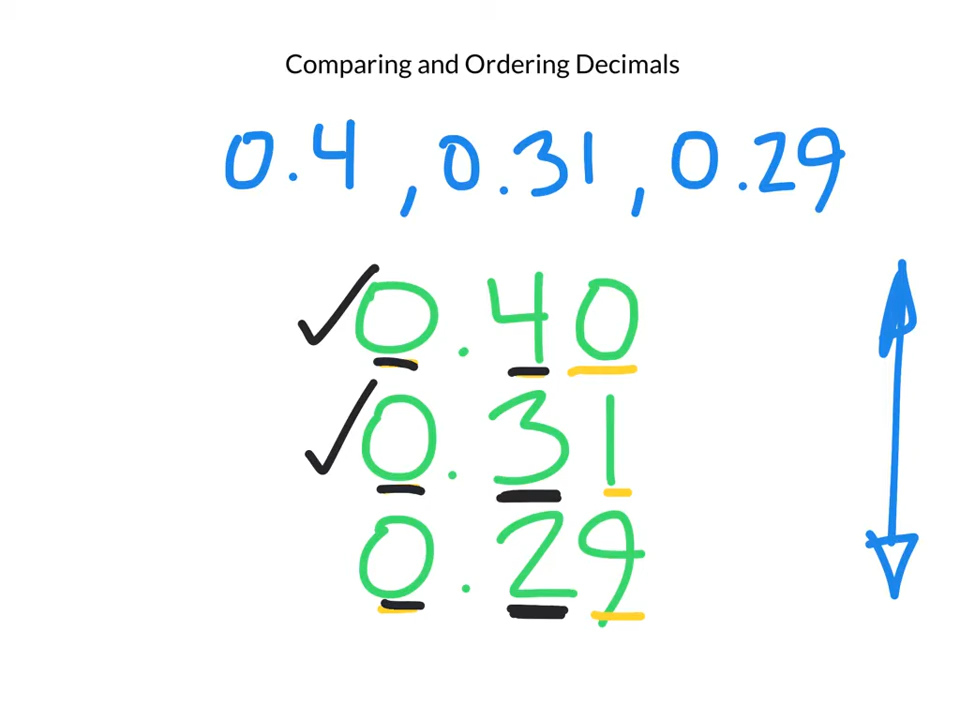 Comparing and Ordering Decimals
0.4, 0.31, 0.29
0.40
0.31
0.29